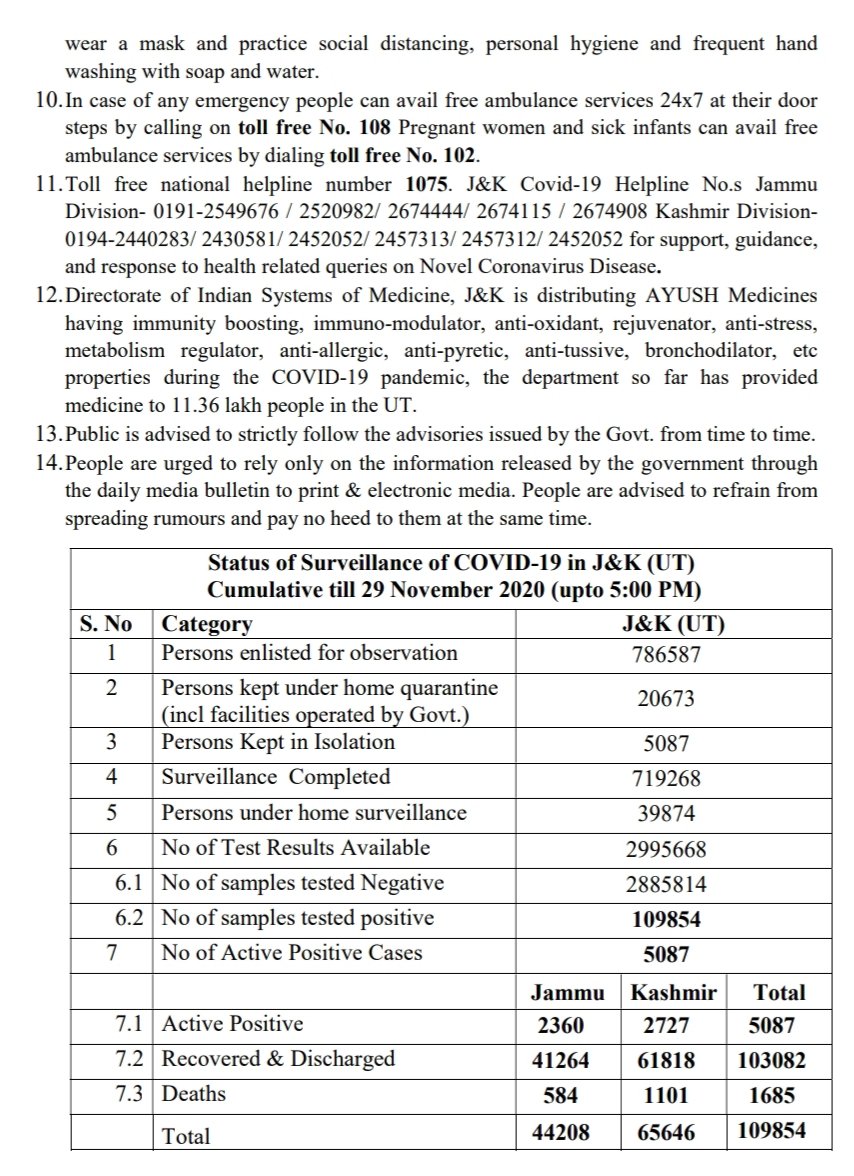 wear a mask and practice social distancing, personal hygiene and frequent hand
washing with soap and water.
10.In case of any emergency people can avail free ambulance services 24x7 at their door
steps by calling on toll free No. 108 Pregnant women and sick infants can avail free
ambulance services by dialing toll free No. 102.
11.Toll free national helpline number 1075. J&K Covid-19 Helpline No.s Jammu
Division- 0191-2549676 / 2520982/ 2674444/ 2674115 / 2674908 Kashmir Division-
0194-2440283/ 2430581/ 2452052/ 2457313/ 2457312/ 2452052 for support, guidance,
and response to health related queries on Novel Coronavirus Disease.
12.Directorate of Indian Systems of Medicine, J&K is distributing AYUSH Medicines
having immunity boosting, immuno-modulator, anti-oxidant, rejuvenator, anti-stress,
metabolism regulator, anti-allergic, anti-pyretic, anti-tussive, bronchodilator, etc
properties during the COVID-19 pandemic, the department so far has provided
medicine to 11.36 lakh people in the UT.
13.Public is advised to strictly follow the advisories issued by the Govt. from time to time.
14.People are urged to rely only on the information released by the government through
the daily media bulletin to print & electronic media. People are advised to refrain from
spreading rumours and pay no heed to them at the same time.
Status of Surveillance of COVID-19 in J&K (UT)
Cumulative till 29 November 2020 (upto 5:00 PM)
S. No Category J&K (UT)
1 Persons enlisted for observation 786587
2 Persons kept under home quarantine
(incl facilities operated by Govt.) 20673
3 Persons Kept in Isolation 5087
4 Surveillance Completed 719268
5 Persons under home surveillance 39874
6 No of Test Results Available 2995668
6.1 No of samples tested Negative 2885814
6.2 No of samples tested positive 109854
7 No of Active Positive Cases 5087
Jammu Kashmir Total
7.1 Active Positive 2360 2727 5087
7.2 Recovered & Discharged 41264 61818 103082
7.3 Deaths 584 1101 1685
Total 44208 65646 109854